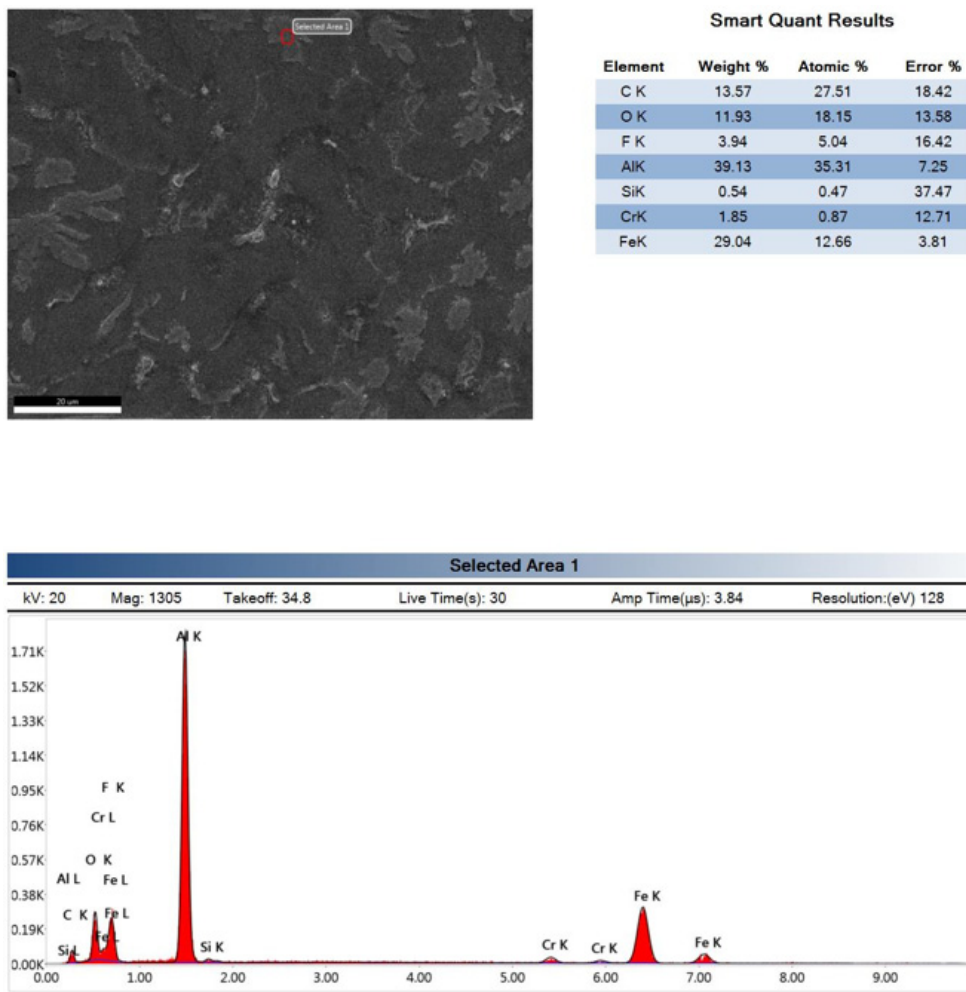 Selected Area 1
20 um
Smart Quant Results
Element Weight % Atomic % Error %
C K 13.57 27.51 18.42
O K 11.93 18.15 13.58
F K 3.94 5.04 16.42
AlK 39.13 35.31 7.25
SiK 0.54 0.47 37.47
CrK 1.85 0.87 12.71
FeK 29.04 12.66 3.81
Selected Area 1
kV: 20 Mag: 1305 Takeoff: 34.8 Live Time(s): 30 Amp Time(µs): 3.84 Resolution:(eV) 128
Al K
1.71K
1.52K
1.33K
1.14K
0.95K
F K
0.76K
Cr L
0.57K
O K
Al L
Fe L
0.38K
C K
Fe L
0.19K
Fe L
Si L
Si K
Cr K
Cr K
Fe K
Fe K
0.00K
0.00 1.00 2.00 3.00 4.00 5.00 6.00 7.00 8.00 9.00